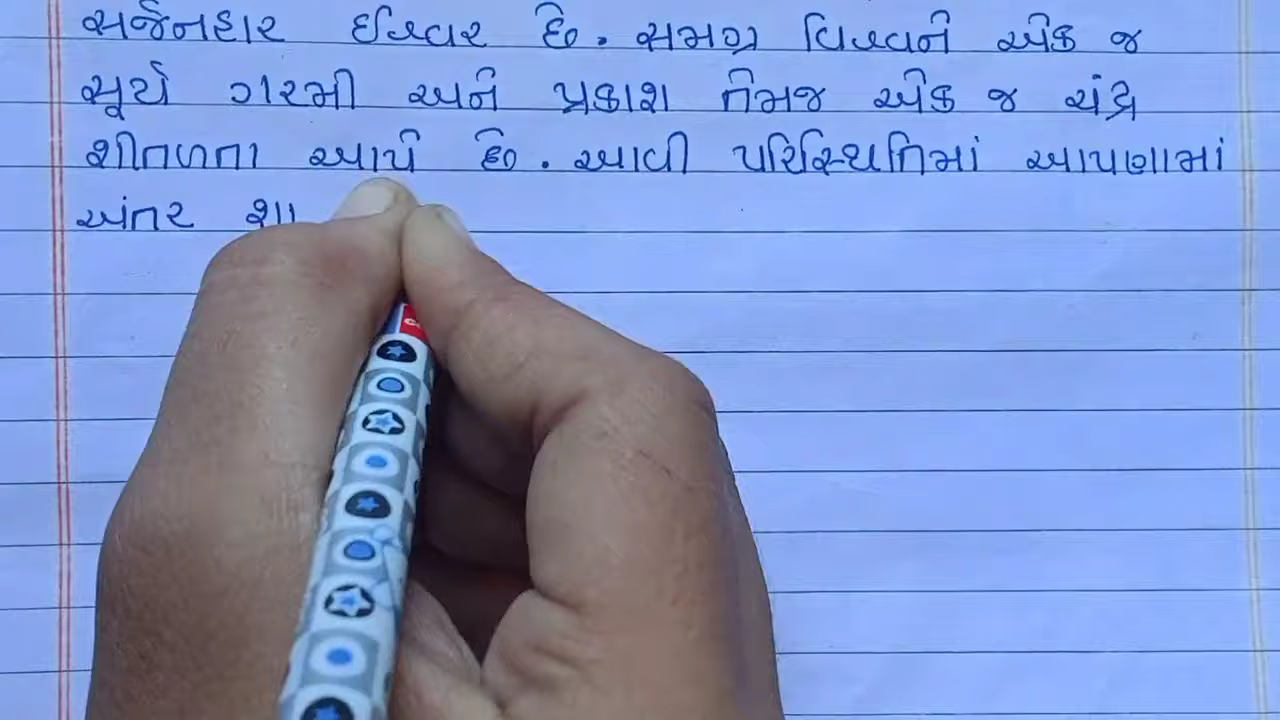 સર્જનહાર ઈશ્વર છે. સમગ્ર વિશ્વને એક જ
સૂર્ય ગરમી અને પ્રકાશ તેમજ એક જ ચંદ્ર
શીતળતા આપે છે. આવી પરિસ્થિતિમાં આપણામાં
અંતર શા